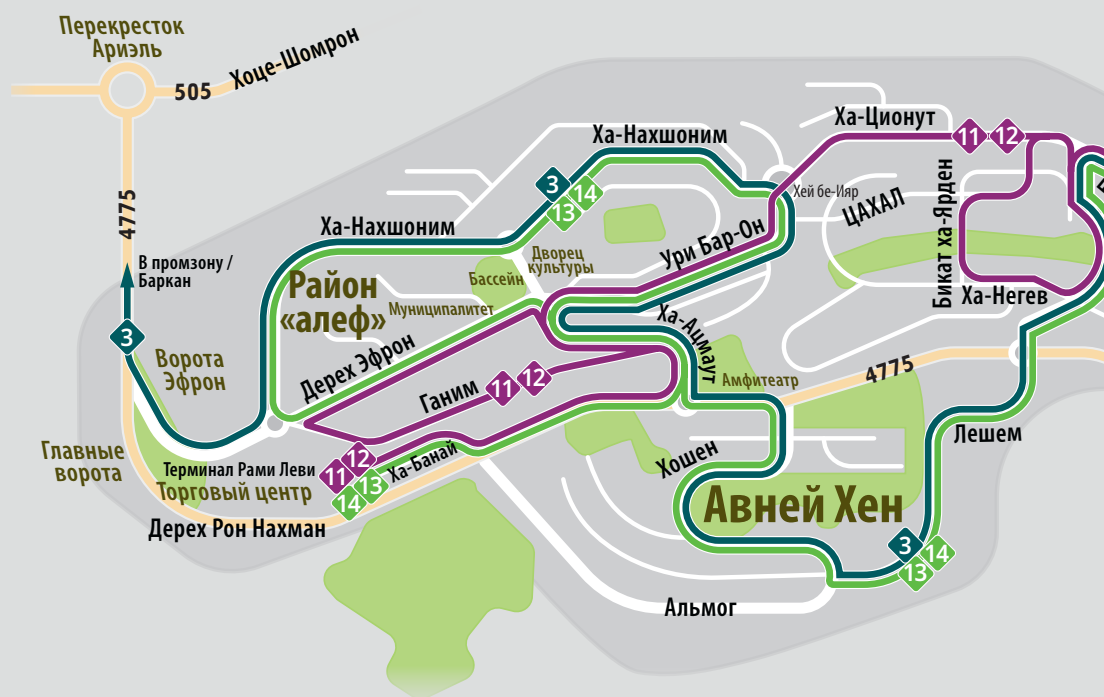 Перекресток
Ариэль
505
Хоце-Шомрон
4775
В промзону /
Баркан
3
Ворота
Эфрон
Главные
ворота
Ха-Нахшоним
Район
«алеф»
Муниципалитет
Бассейн
Дворец
культуры
3
14
13
Ха-Нахшоним
Ха-Ционут
11
12
Хей бе-Ияр
ЦАХАЛ
Бикат ха-Ярден
Ха-Негев
Ури Бар-Он
Ха-Ацмаут
Дерех Эфрон
Ганим
11
12
Амфитеатр
4775
Терминал Рами Леви
Торговый центр
12
11
13
14
Ха-Банай
Дерех Рон Нахман
Хошен
Авней Хен
Лешем
3
14
13
Альмог